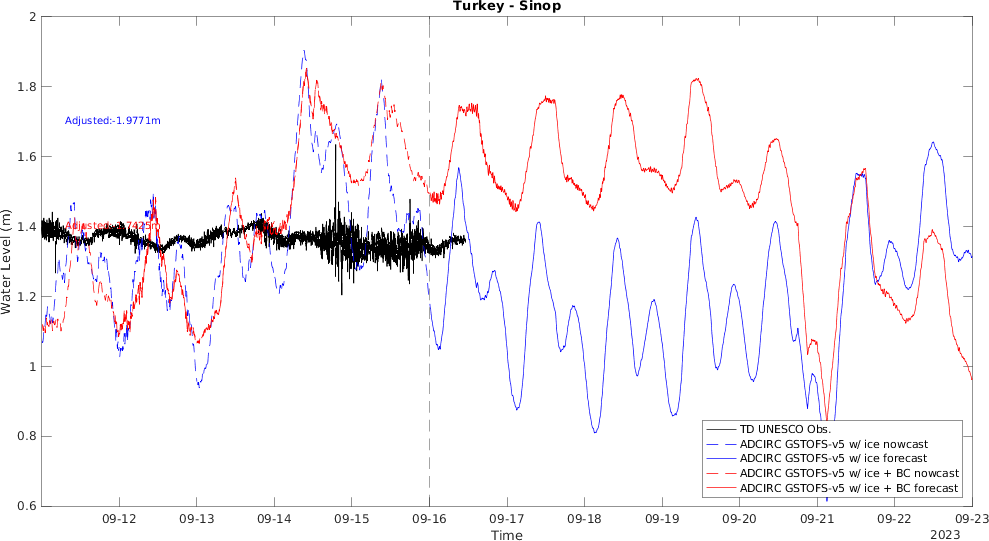 Turkey - Sinop
2
1.8
1.6
1.4
1.2
1
0.8
0.6
Water Level (m)
Adjusted:-1.9771m
09-12
09-13
09-14
09-15
09-16
09-17
09-18
09-19
09-20
09-21
09-22
09-23
Time
2023
TD UNESCO Obs.
ADCIRC GSTOFS-v5 w/ ice nowcast
ADCIRC GSTOFS-v5 w/ ice forecast
ADCIRC GSTOFS-v5 w/ ice + BC nowcast
ADCIRC GSTOFS-v5 w/ ice + BC forecast